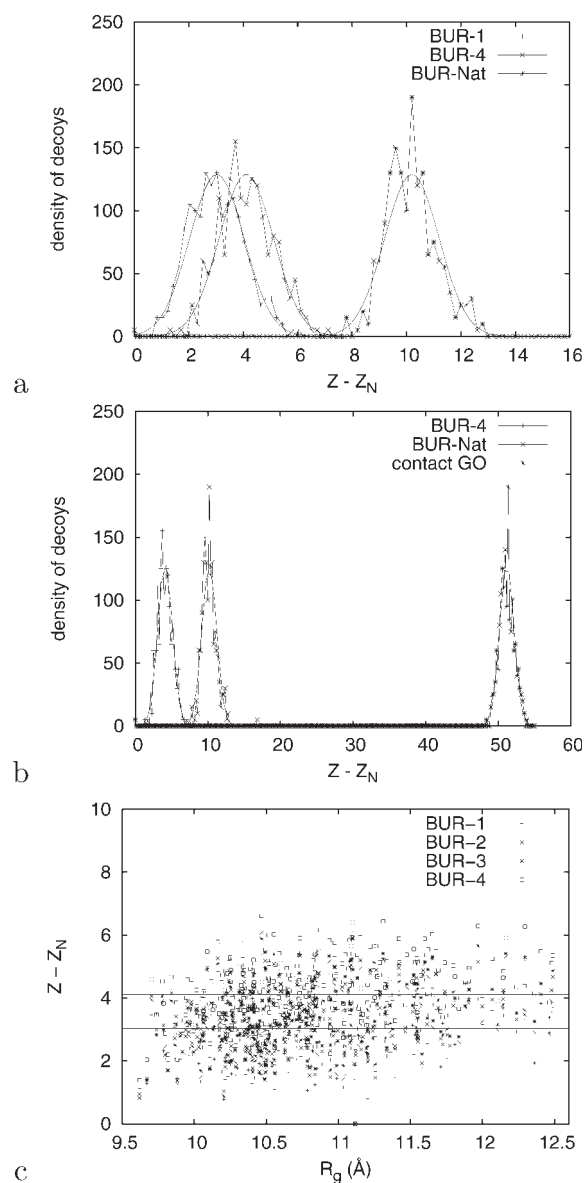 250
200
150
100
50
0
density of decoys
BUR-1
BUR-4
BUR-Nat
0 2 4 6 8 10 12 14 16
Z - Z_N
a
250
200
150
100
50
0
density of decoys
BUR-4
BUR-Nat
contact GO
0 10 20 30 40 50 60
Z - Z_N
b
10
8
6
4
2
0
Z − Z_N
BUR−1
BUR−2
BUR−3
BUR−4
9.5 10 10.5 11 11.5 12 12.5
R_g (Å)
c